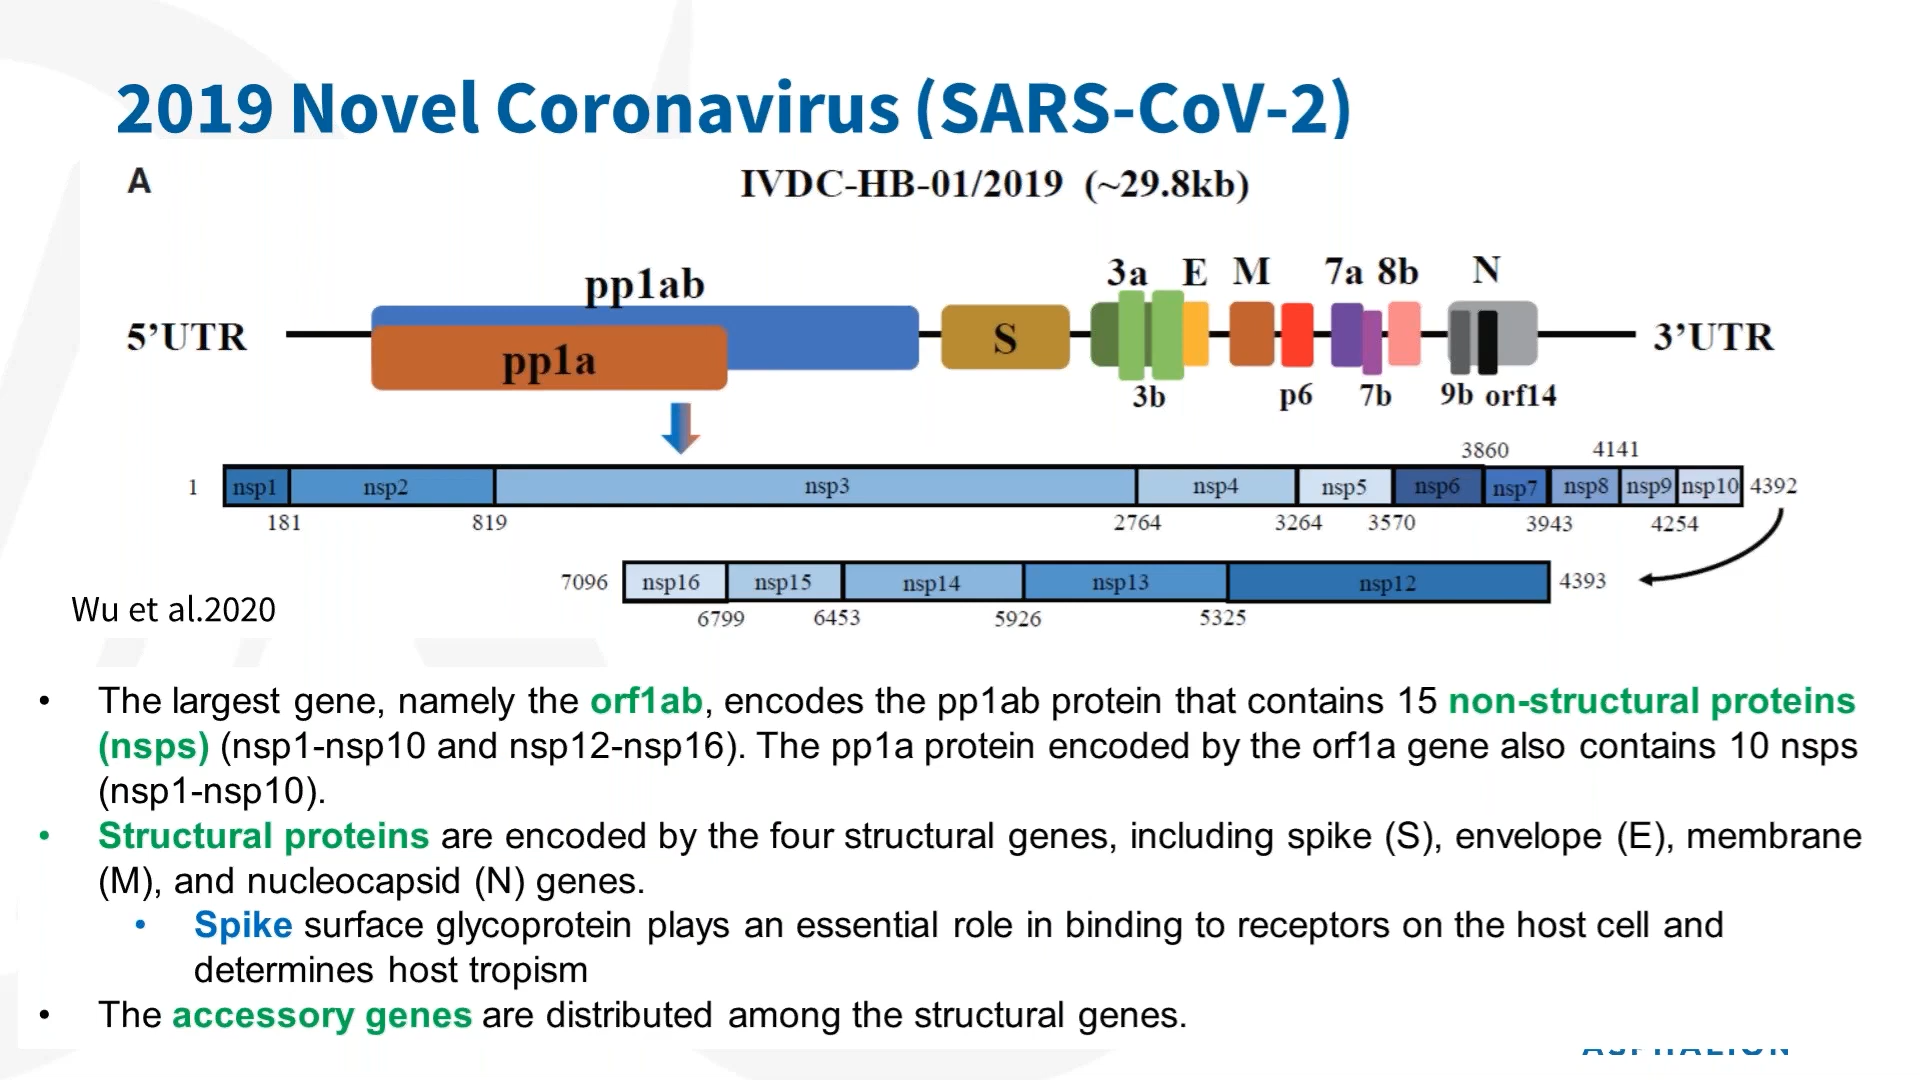 2019 Novel Coronavirus (SARS-CoV-2)
A
IVDC-HB-01/2019 (~29.8kb)
pp1ab
3a E M 7a 8b N
5’UTR
pp1a
S
3’UTR
3b p6 7b 9b orf14
3860 4141
1 nsp1 nsp2 nsp3 nsp4 nsp5 nsp6 nsp7 nsp8 nsp9 nsp10 4392
181 819 2764 3264 3570 3943 4254
7096 nsp16 nsp15 nsp14 nsp13 nsp12 4393
6799 6453 5926 5325
Wu et al.2020
• The largest gene, namely the orf1ab, encodes the pp1ab protein that contains 15 non-structural proteins
(nsps) (nsp1-nsp10 and nsp12-nsp16). The pp1a protein encoded by the orf1a gene also contains 10 nsps
(nsp1-nsp10).
• Structural proteins are encoded by the four structural genes, including spike (S), envelope (E), membrane
(M), and nucleocapsid (N) genes.
• Spike surface glycoprotein plays an essential role in binding to receptors on the host cell and
determines host tropism
• The accessory genes are distributed among the structural genes.